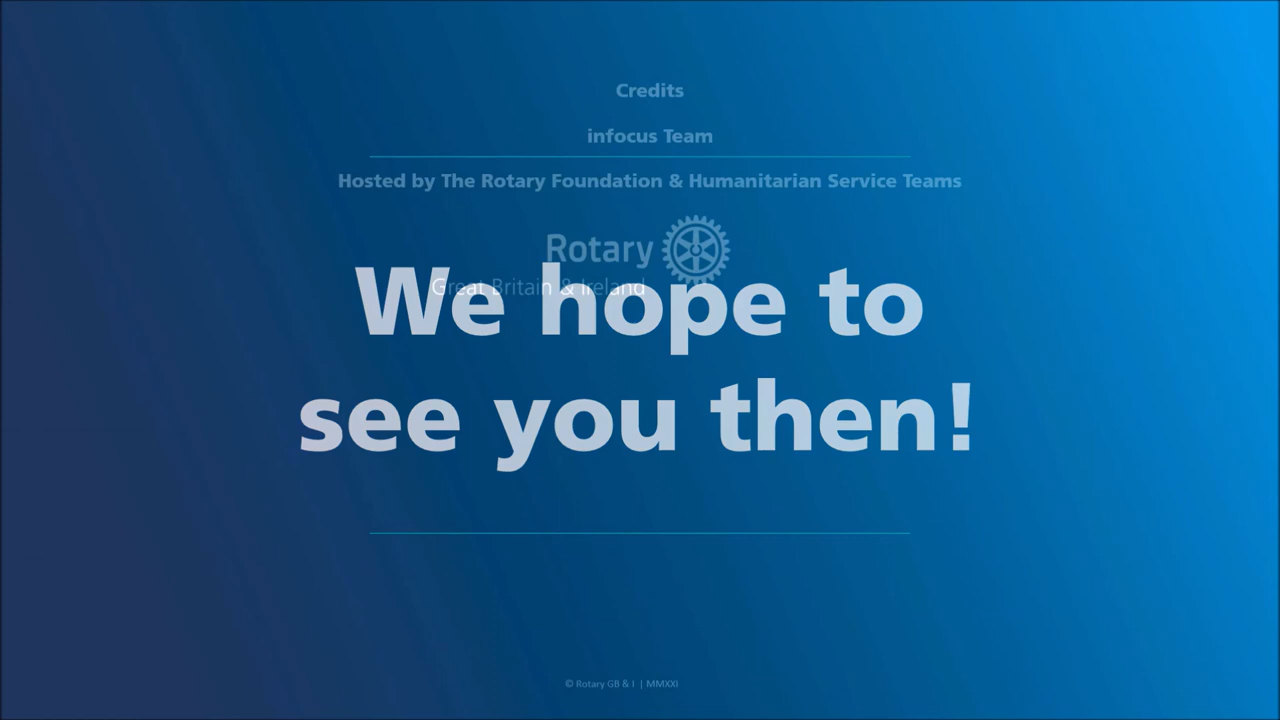 Credits
infocus Team
Hosted by The Rotary Foundation & Humanitarian Service Teams
Rotary
Great Britain & Ireland
We hope to
see you then!
© Rotary GB & I | MMXXI